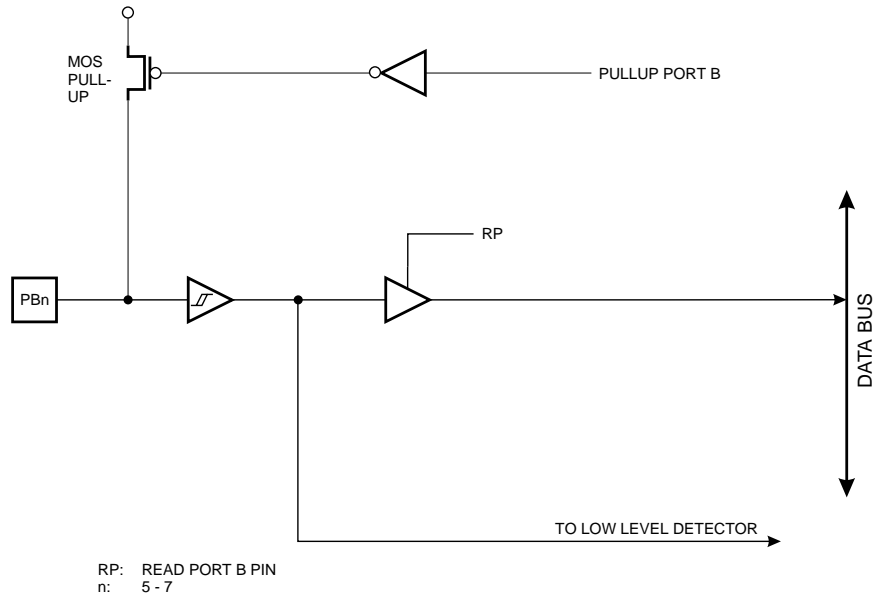 MOS
PULL-
UP
PULLUP PORT B
RP
PBn
DATA BUS
TO LOW LEVEL DETECTOR
RP: READ PORT B PIN
n: 5 - 7